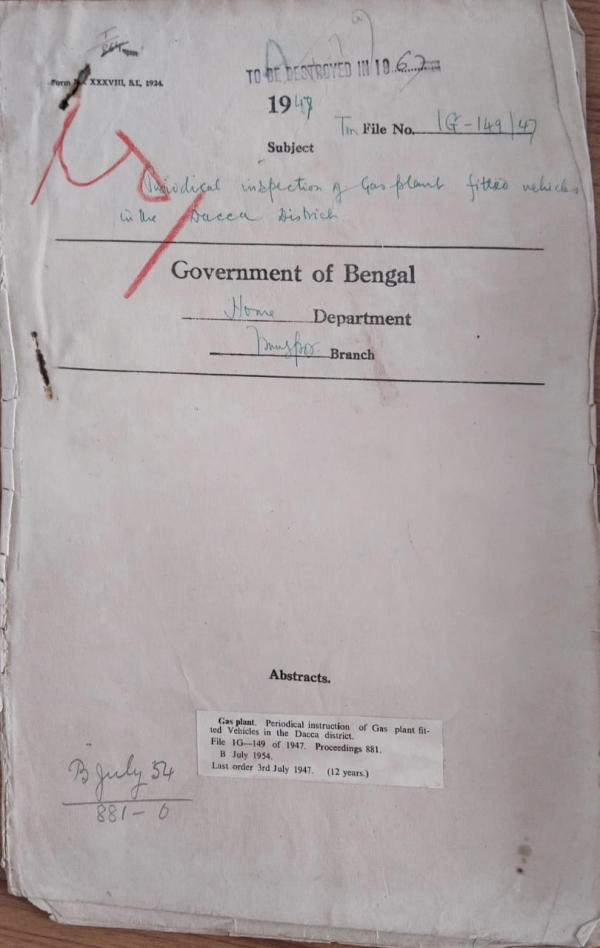 Form No. XXXVIII, B.I., 1924.
TO BE DESTROYED IN 1962
1947
Tn File No. 1G-149/47
Subject
Periodical inspection of Gas plant fitted vehicles
in the Dacca District
Government of Bengal
Home Department
Branch
Abstracts.
Gas plant. Periodical instruction of Gas plant fit-
ted Vehicles in the Dacca district.
File 1G—149 of 1947. Proceedings 881.
B July 1954.
Last order 3rd July 1947. (12 years.)
B July 54
881-6